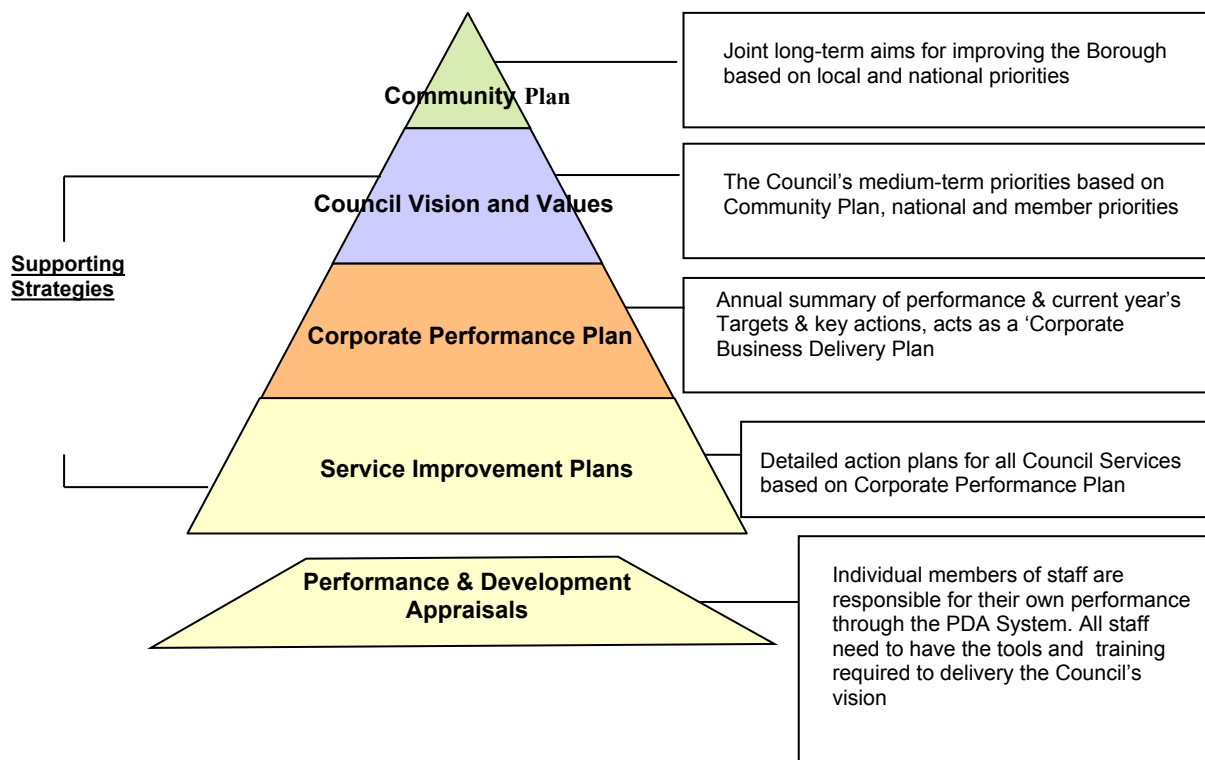 Community Plan
Joint long-term aims for improving the Borough
based on local and national priorities
Council Vision and Values
The Council’s medium-term priorities based on
Community Plan, national and member priorities
Supporting
Strategies
Corporate Performance Plan
Annual summary of performance & current year’s
Targets & key actions, acts as a ‘Corporate
Business Delivery Plan
Service Improvement Plans
Detailed action plans for all Council Services
based on Corporate Performance Plan
Performance & Development
Appraisals
Individual members of staff are
responsible for their own performance
through the PDA System. All staff
need to have the tools and  training
required to delivery the Council’s
vision